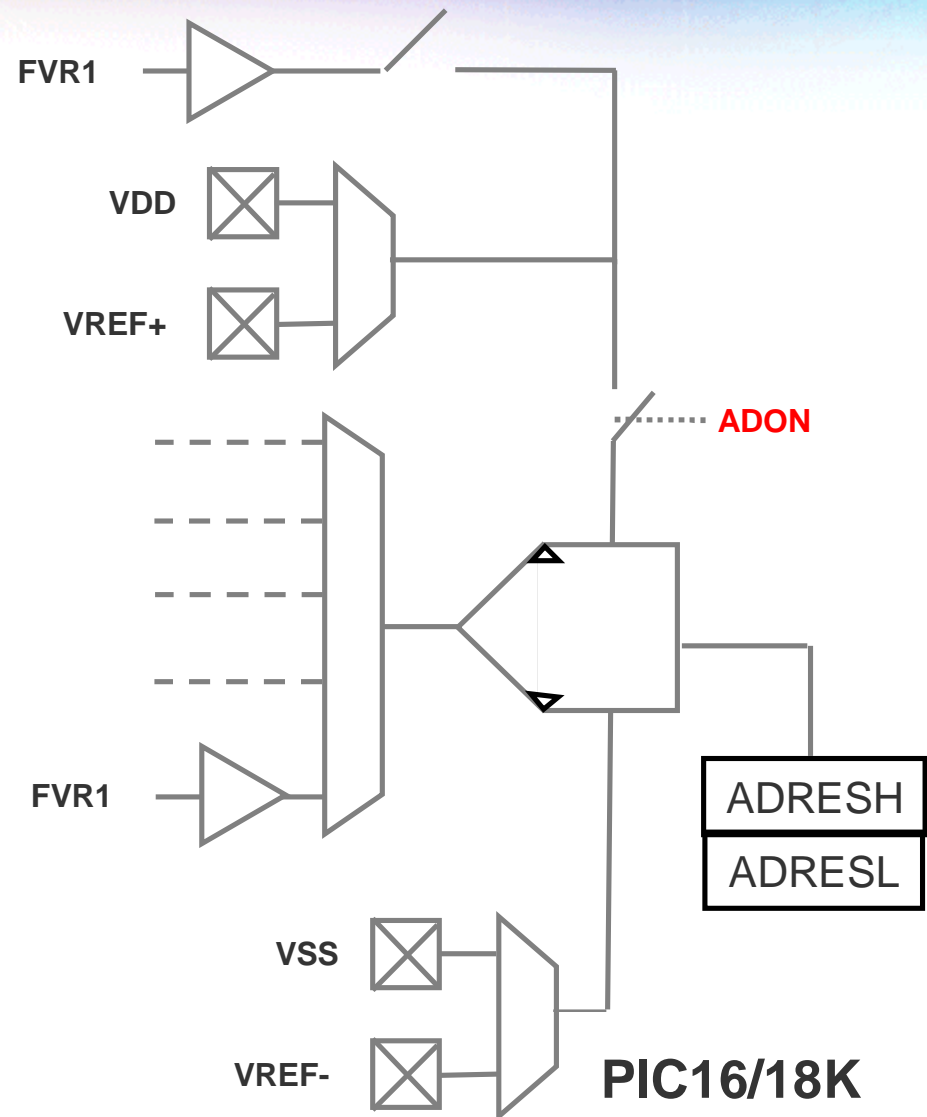 FVR1
VDD
VREF+
ADON
FVR1
ADRESH
ADRESL
VSS
VREF-
PIC16/18K